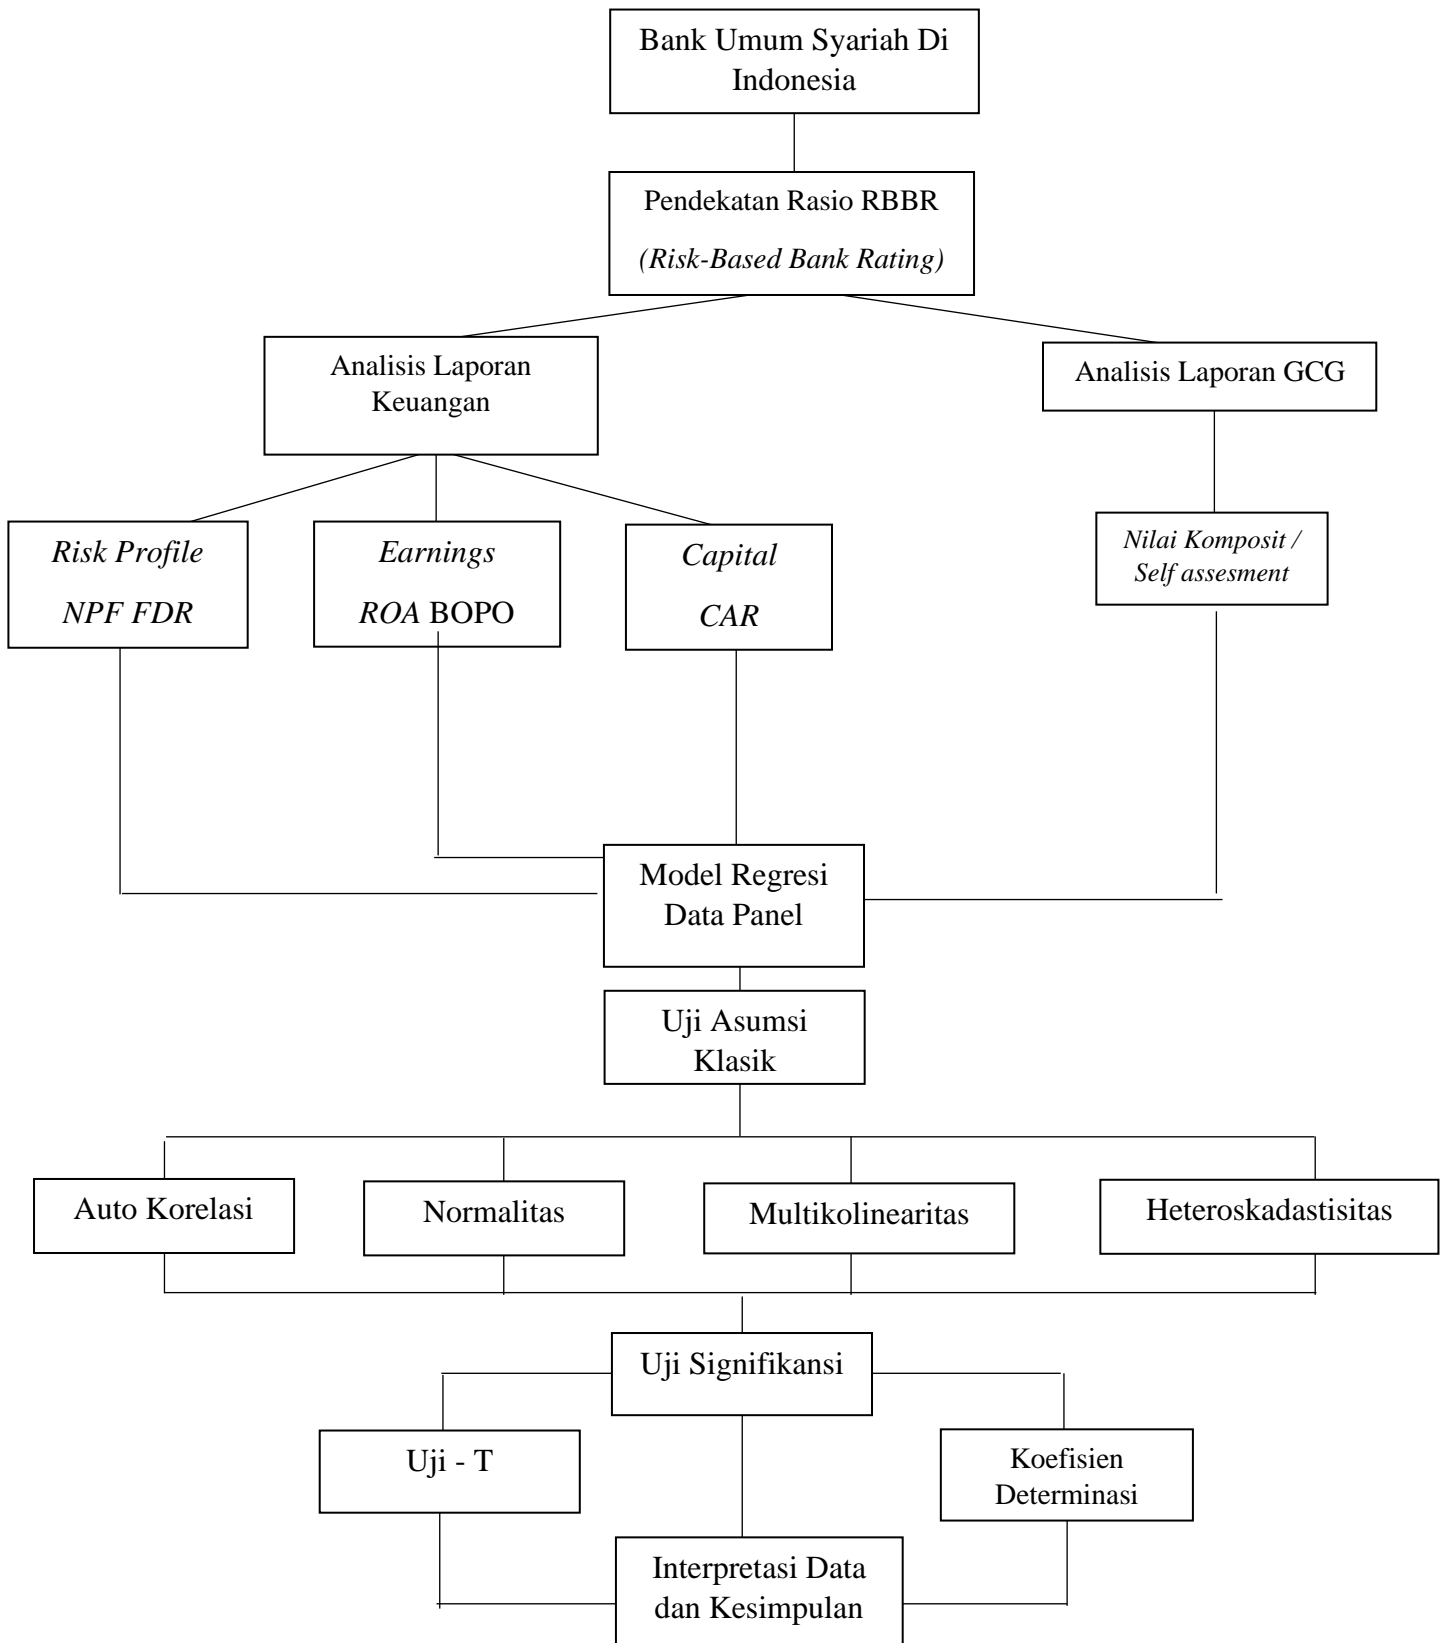 Bank Umum Syariah Di
Indonesia
Pendekatan Rasio RBBR
(Risk-Based Bank Rating)
Analisis Laporan
Keuangan
Analisis Laporan GCG
Risk Profile
NPF FDR
Earnings
ROA BOPO
Capital
CAR
Nilai Komposit /
Self assesment
Model Regresi
Data Panel
Uji Asumsi
Klasik
Auto Korelasi
Normalitas
Multikolinearitas
Heteroskadastisitas
Uji Signifikansi
Uji - T
Koefisien
Determinasi
Interpretasi Data
dan Kesimpulan